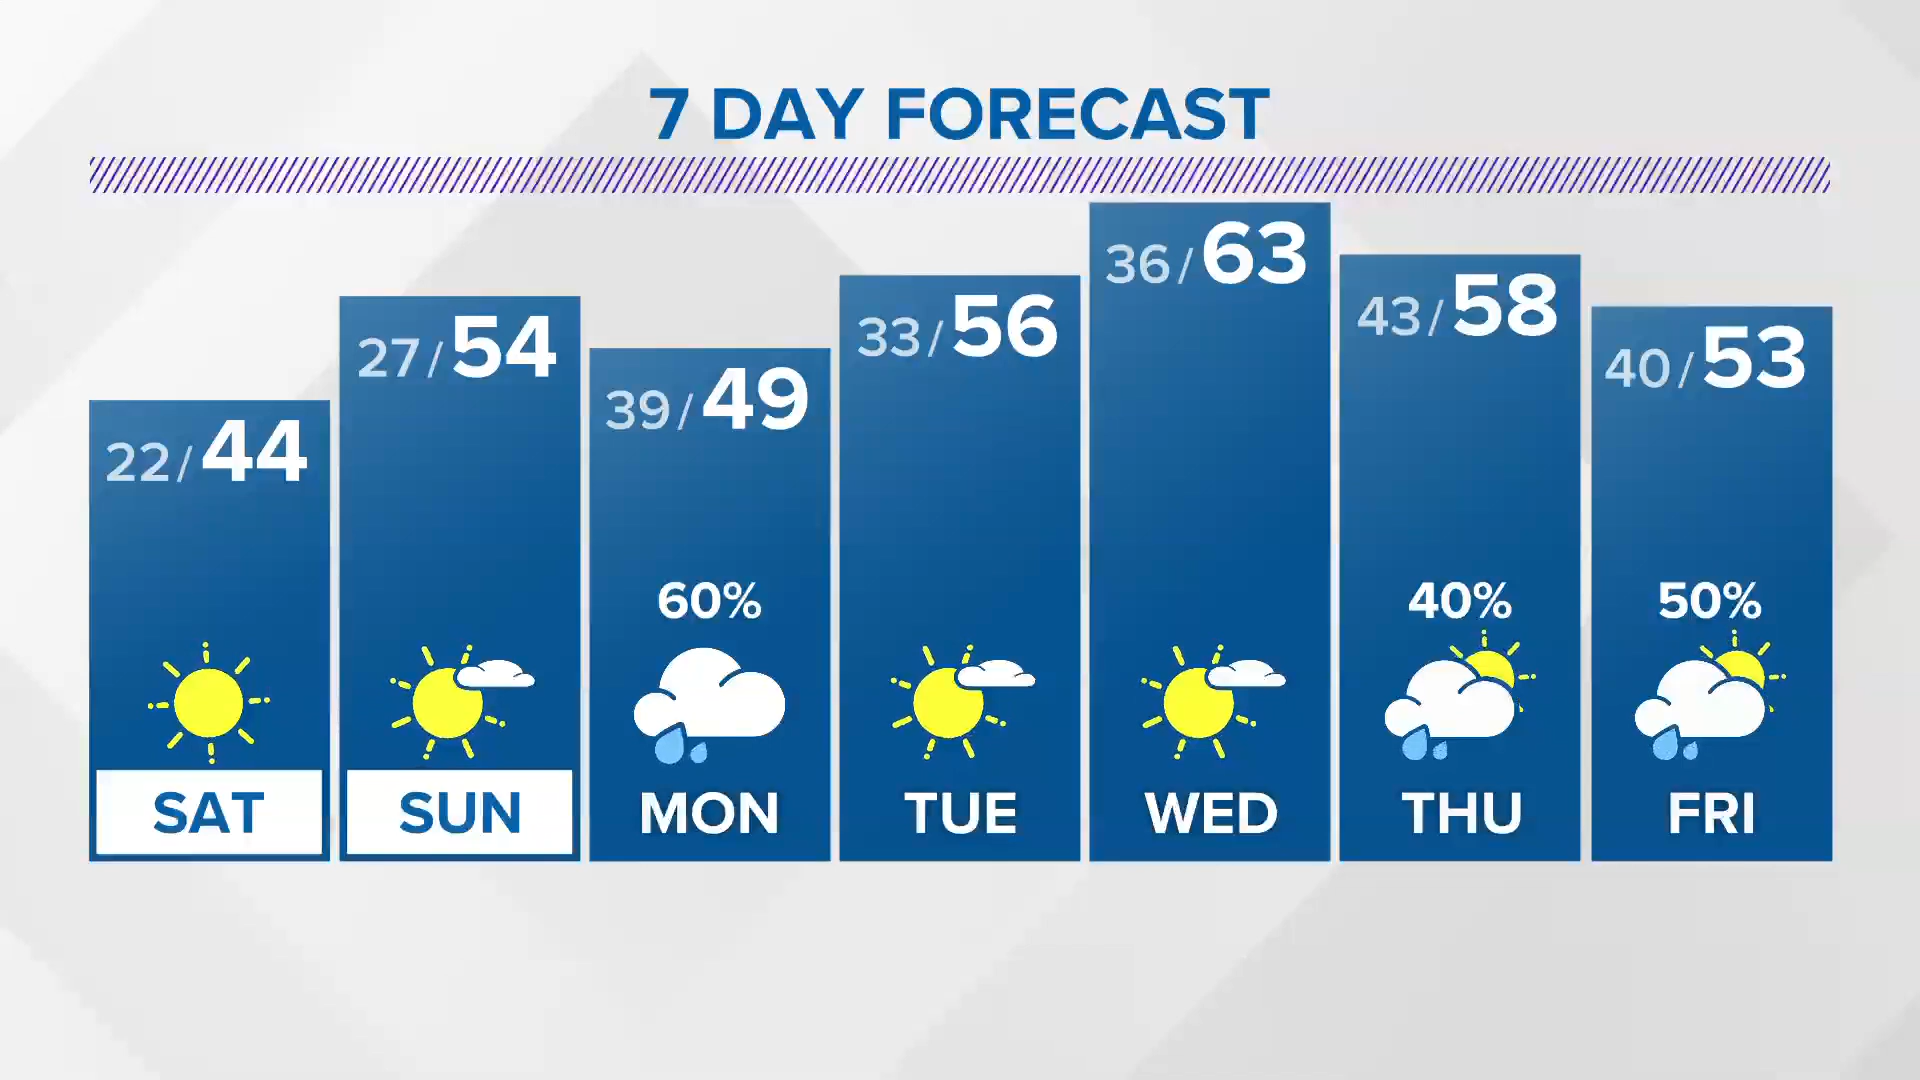 7 DAY FORECAST
22/44
27/54
39/49
33/56
36/63
43/58
40/53
60%
40%
50%
SAT
SUN
MON
TUE
WED
THU
FRI